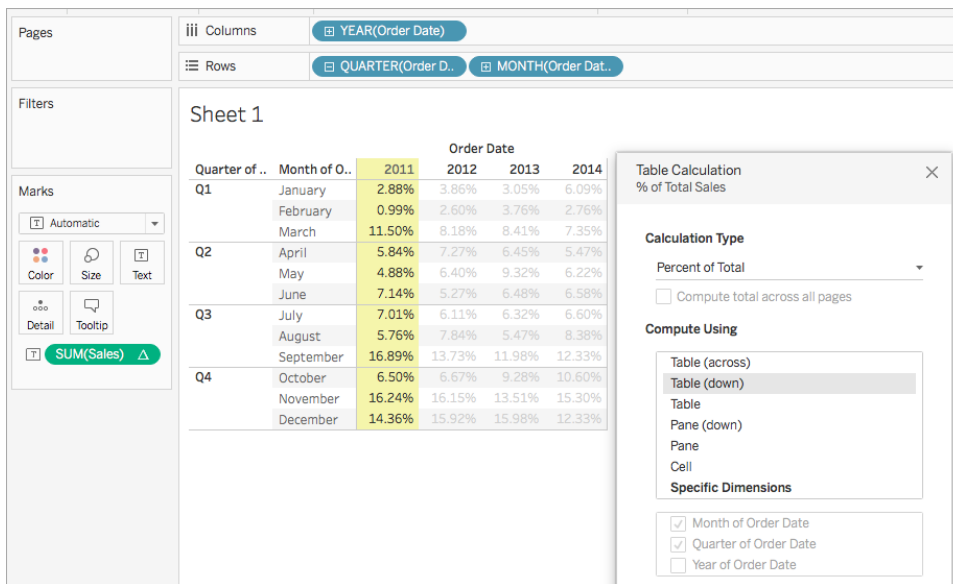 Pages
Columns
YEAR(Order Date)
Rows
QUARTER(Order D..
MONTH(Order Dat..
Filters
Marks
T Automatic
Color Size T Text
Detail Tooltip
T SUM(Sales) Δ
Sheet 1
Order Date
Quarter of .. Month of O.. 2011 2012 2013 2014
Q1 January 2.88% 3.86% 3.05% 6.09%
February 0.99% 2.60% 3.76% 2.76%
March 11.50% 8.18% 8.41% 7.35%
Q2 April 5.84% 7.27% 6.45% 5.47%
May 4.88% 6.40% 9.32% 6.22%
June 7.14% 5.27% 6.48% 6.58%
Q3 July 7.01% 6.11% 6.32% 6.60%
August 5.76% 7.84% 5.47% 8.38%
September 16.89% 13.73% 11.98% 12.33%
Q4 October 6.50% 6.67% 9.28% 10.60%
November 16.24% 16.15% 13.51% 15.30%
December 14.36% 15.92% 15.98% 12.33%
Table Calculation
% of Total Sales
Calculation Type
Percent of Total
Compute total across all pages
Compute Using
Table (across)
Table (down)
Table
Pane (down)
Pane
Cell
Specific Dimensions
Month of Order Date
Quarter of Order Date
Year of Order Date